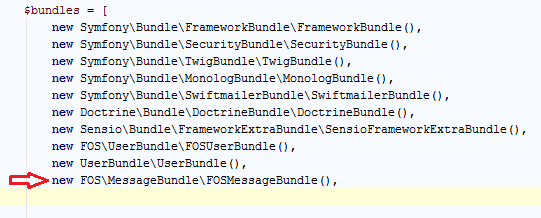 $bundles = [
new Symfony\Bundle\FrameworkBundle\FrameworkBundle(),
new Symfony\Bundle\SecurityBundle\SecurityBundle(),
new Symfony\Bundle\TwigBundle\TwigBundle(),
new Symfony\Bundle\MonologBundle\MonologBundle(),
new Symfony\Bundle\SwiftmailerBundle\SwiftmailerBundle(),
new Doctrine\Bundle\DoctrineBundle\DoctrineBundle(),
new Sensio\Bundle\FrameworkExtraBundle\SensioFrameworkExtraBundle(),
new FOS\UserBundle\FOSUserBundle(),
new UserBundle\UserBundle(),
new FOS\MessageBundle\FOSMessageBundle(),